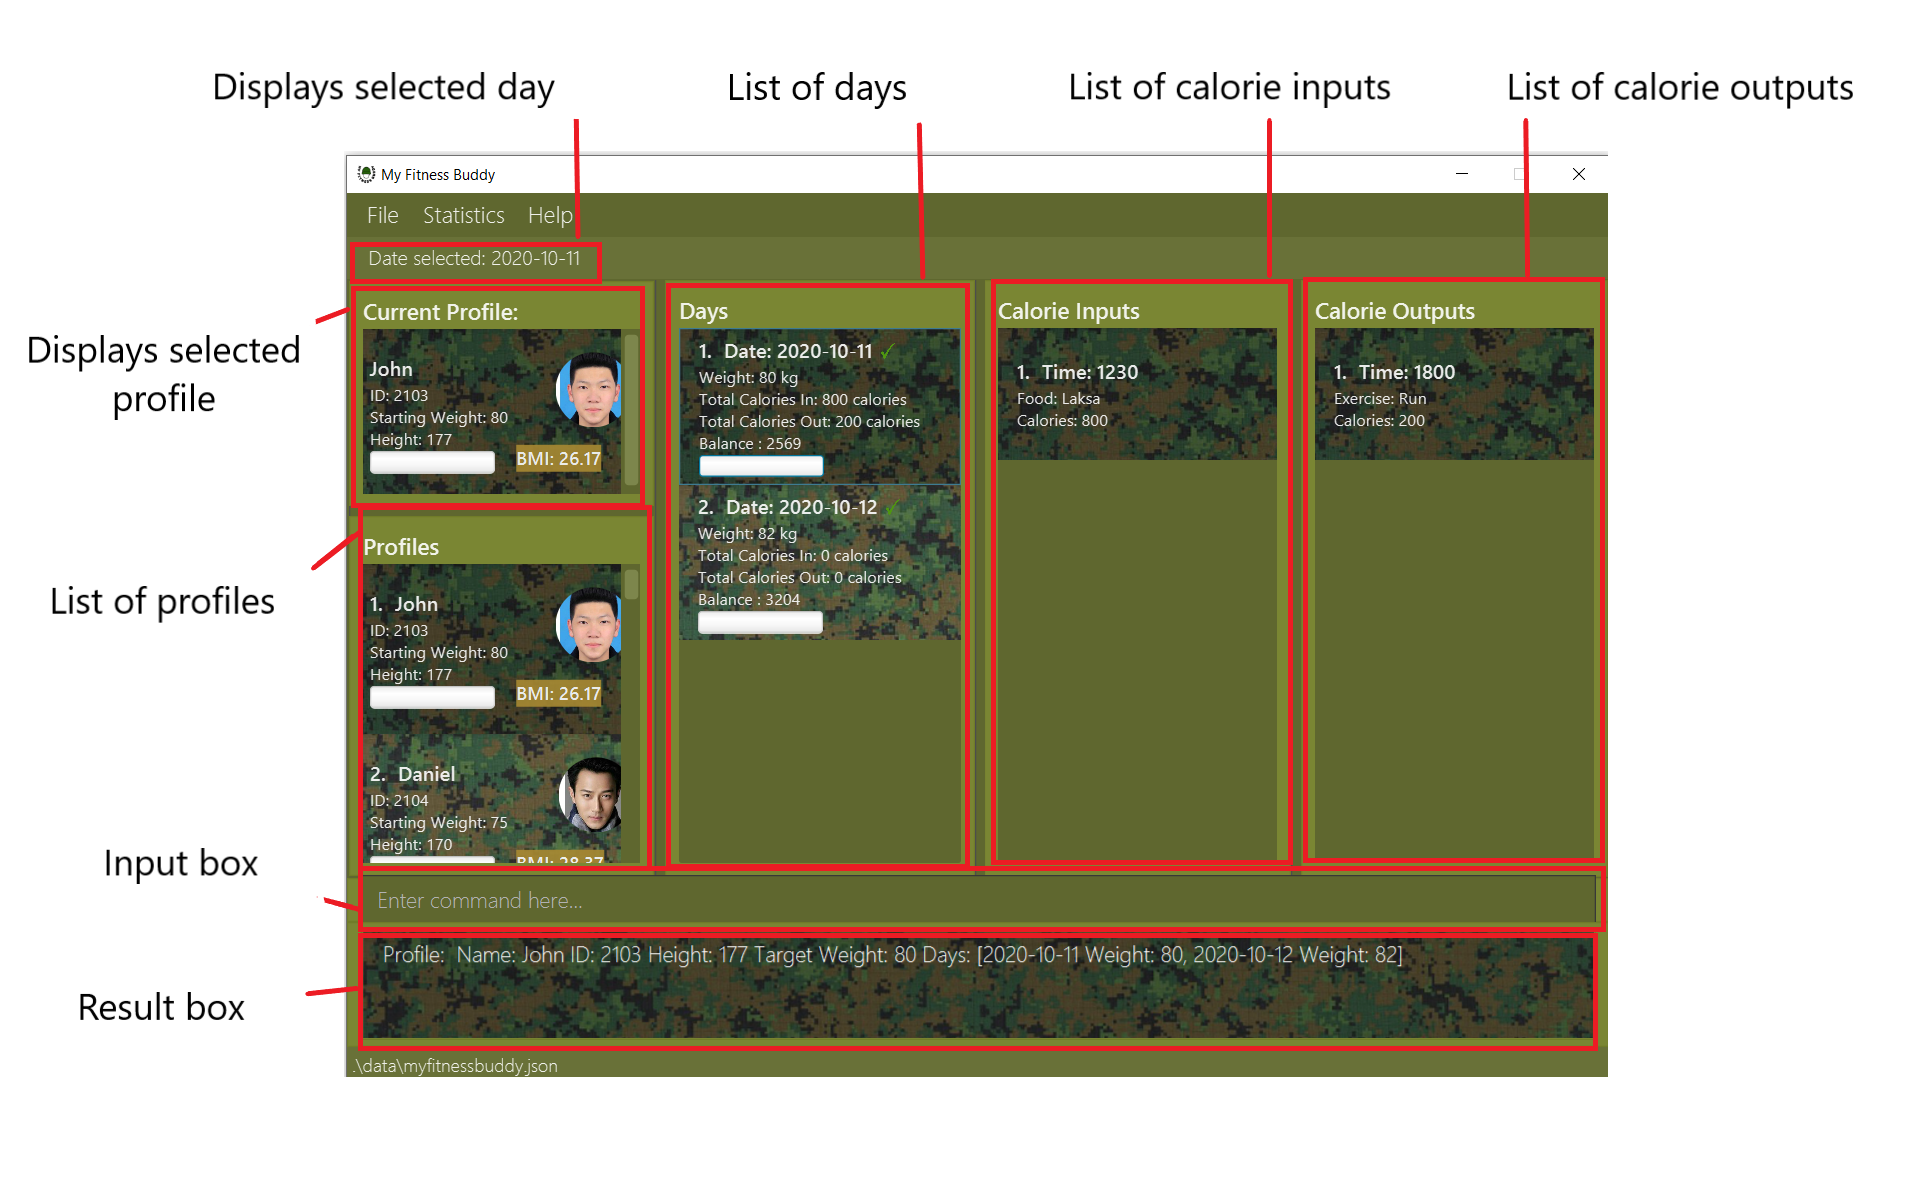 Displays selected day
List of days
List of calorie inputs
List of calorie outputs
My Fitness Buddy
File Statistics Help
Date selected: 2020-10-11
Displays selected
profile
Current Profile:
John
ID: 2103
Starting Weight: 80
Height: 177
BMI: 26.17
List of profiles
Profiles
1. John
ID: 2103
Starting Weight: 80
Height: 177
BMI: 26.17
2. Daniel
ID: 2104
Starting Weight: 75
Height: 170
BMI: 28.37
Days
1. Date: 2020-10-11 ✓
Weight: 80 kg
Total Calories In: 800 calories
Total Calories Out: 200 calories
Balance : 2569
2. Date: 2020-10-12 ✓
Weight: 82 kg
Total Calories In: 0 calories
Total Calories Out: 0 calories
Balance : 3204
Calorie Inputs
1. Time: 1230
Food: Laksa
Calories: 800
Calorie Outputs
1. Time: 1800
Exercise: Run
Calories: 200
Input box
Enter command here...
Result box
Profile: Name: John ID: 2103 Height: 177 Target Weight: 80 Days: [2020-10-11 Weight: 80, 2020-10-12 Weight: 82]
.\data\myfitnessbuddy.json